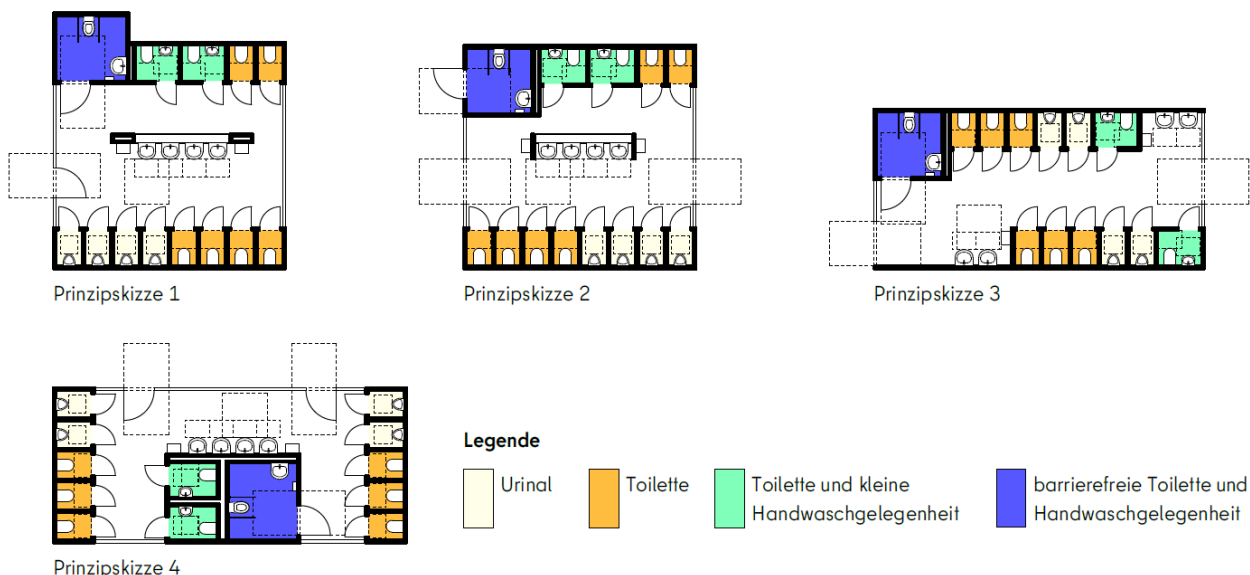 Prinzipskizze 1
Prinzipskizze 2
Prinzipskizze 3
Prinzipskizze 4
Legende
Urinal
Toilette
Toilette und kleine
Handwaschgelegenheit
barrierefreie Toilette und
Handwaschgelegenheit